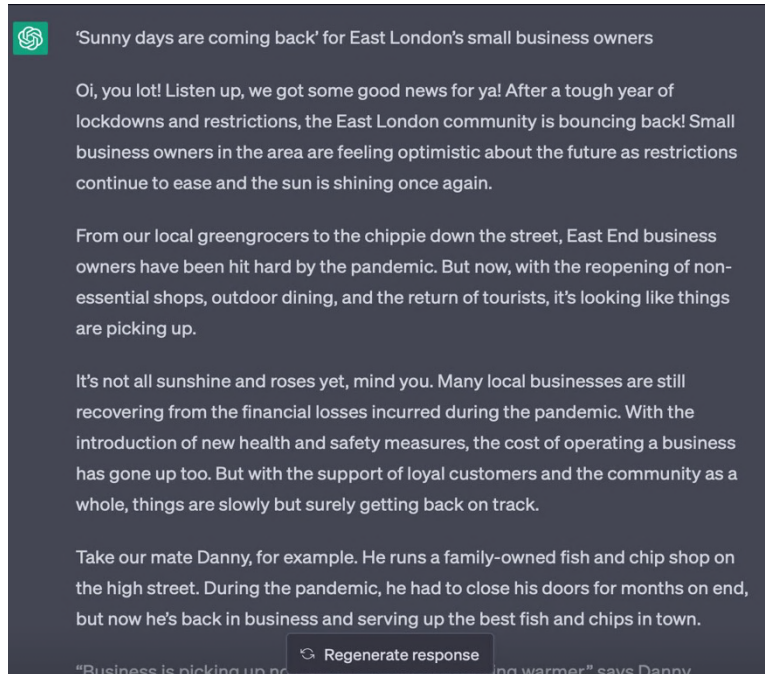 ‘Sunny days are coming back’ for East London’s small business owners
Oi, you lot! Listen up, we got some good news for ya! After a tough year of
lockdowns and restrictions, the East London community is bouncing back! Small
business owners in the area are feeling optimistic about the future as restrictions
continue to ease and the sun is shining once again.
From our local greengrocers to the chippie down the street, East End business
owners have been hit hard by the pandemic. But now, with the reopening of non-
essential shops, outdoor dining, and the return of tourists, it’s looking like things
are picking up.
It’s not all sunshine and roses yet, mind you. Many local businesses are still
recovering from the financial losses incurred during the pandemic. With the
introduction of new health and safety measures, the cost of operating a business
has gone up too. But with the support of loyal customers and the community as a
whole, things are slowly but surely getting back on track.
Take our mate Danny, for example. He runs a family-owned fish and chip shop on
the high street. During the pandemic, he had to close his doors for months on end,
but now he’s back in business and serving up the best fish and chips in town.
Regenerate response
“Business is picking up warmer,” says Danny